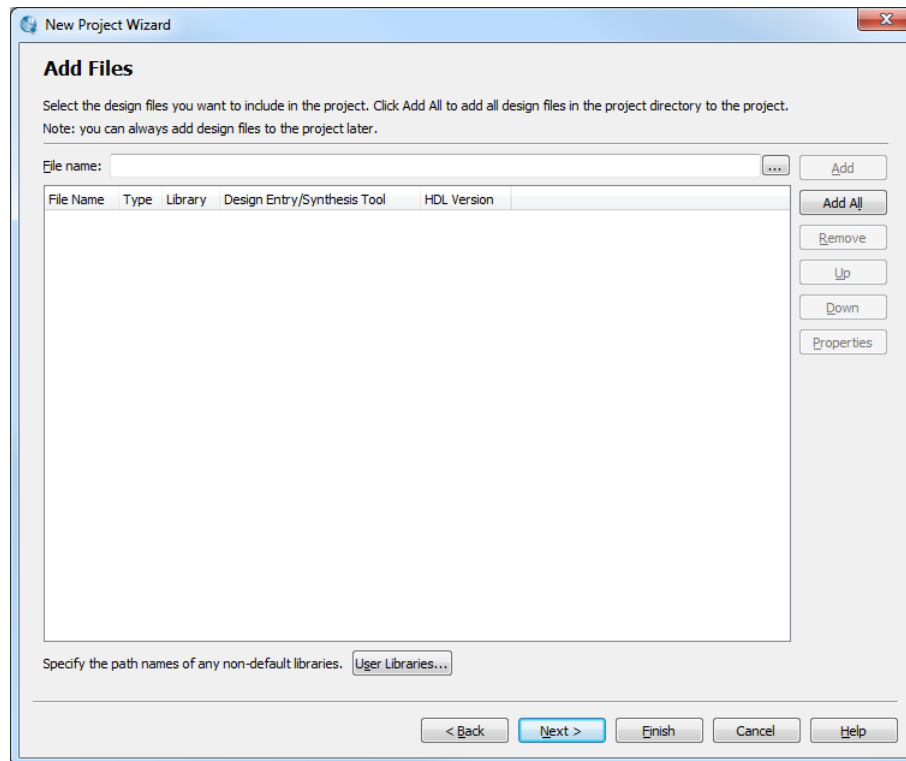 New Project Wizard
Add Files
Select the design files you want to include in the project. Click Add All to add all design files in the project directory to the project.
Note: you can always add design files to the project later.
File name: ... Add
File Name Type Library Design Entry/Synthesis Tool HDL Version
Add All
Remove
Up
Down
Properties
Specify the path names of any non-default libraries. User Libraries...
< Back Next > Finish Cancel Help